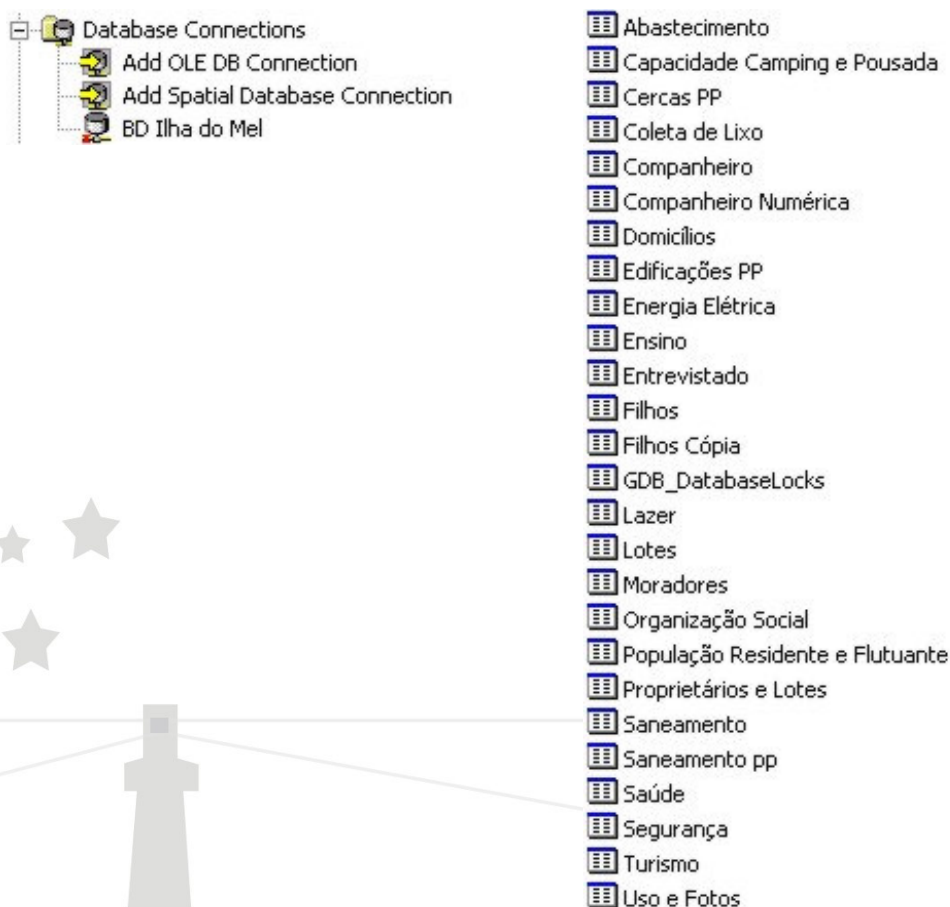 Database Connections
Add OLE DB Connection
Add Spatial Database Connection
BD Ilha do Mel
Abastecimento
Capacidade Camping e Pousada
Cercas PP
Coleta de Lixo
Companheiro
Companheiro Numérica
Domicílios
Edificações PP
Energia Elétrica
Ensino
Entrevistado
Filhos
Filhos Cópia
GDB_DatabaseLocks
Lazer
Lotes
Moradores
Organização Social
População Residente e Flutuante
Proprietários e Lotes
Saneamento
Saneamento pp
Saúde
Segurança
Turismo
Uso e Fotos